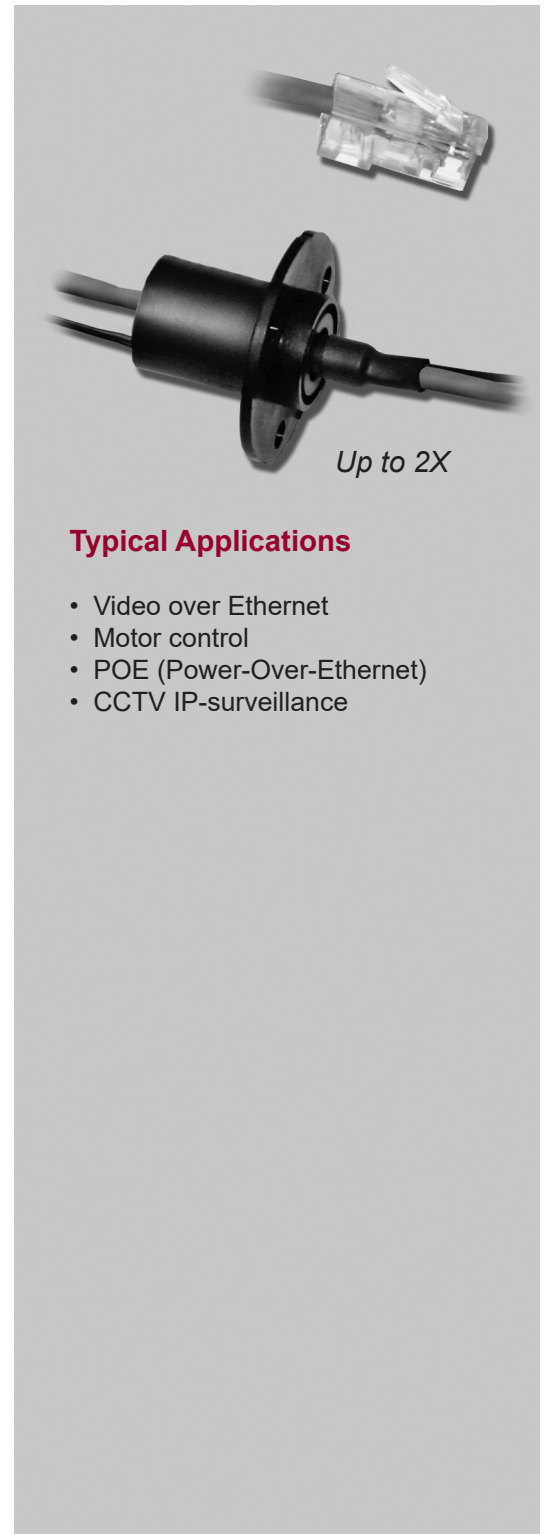 Up to 2X
Typical Applications
• Video over Ethernet
• Motor control
• POE (Power-Over-Ethernet)
• CCTV IP-surveillance